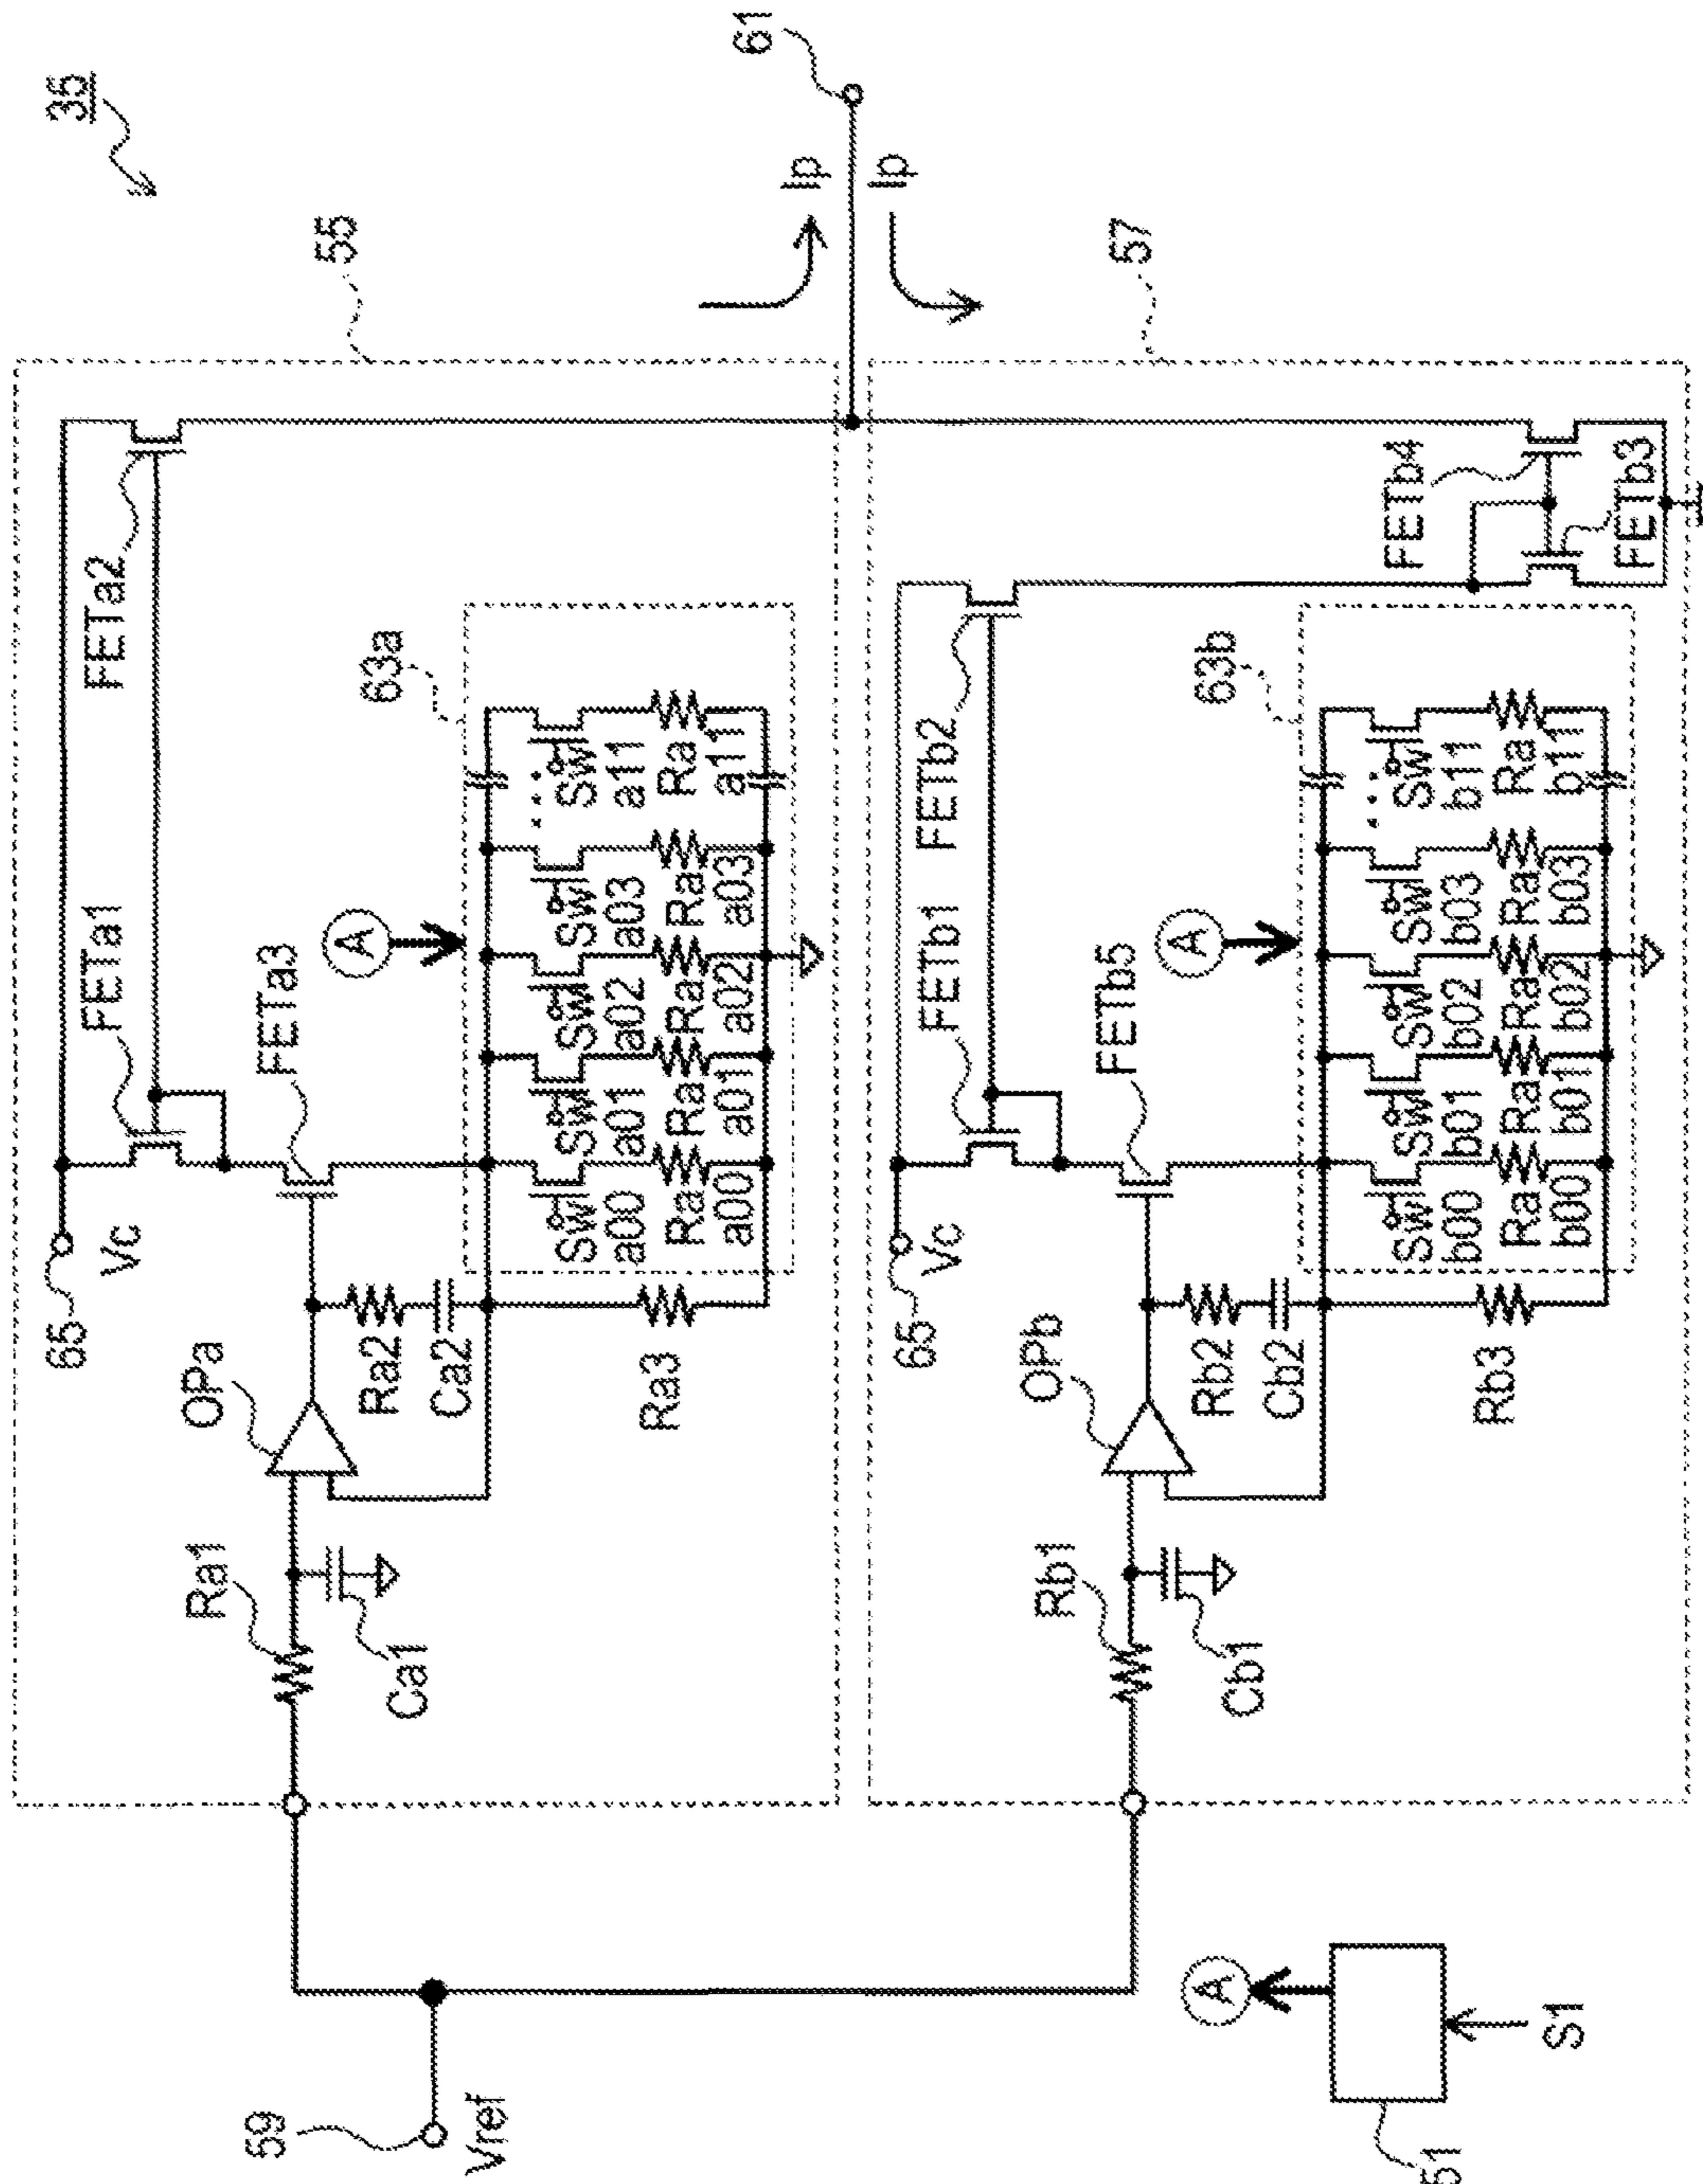 35
65
Vc
FETa1
FETa2
55
61
OPa
Ra1
Ca1
Ra2
Ca2
Ra3
FETa3
A
63a
Sw
a00
Sw
a01
Sw
a02
Sw
a03
...
Sw
a11
Ra
a00
Ra
a01
Ra
a02
Ra
a03
Ra
a11
Ip
Ip
59
Vref
65
Vc
FETb1
FETb2
57
OPb
Rb1
Cb1
Rb2
Cb2
Rb3
FETb5
A
63b
Sw
b00
Sw
b01
Sw
b02
Sw
b03
...
Sw
b11
Ra
b00
Ra
b01
Ra
b02
Ra
b03
Ra
b11
FETb4
FETb3
A
51
S1